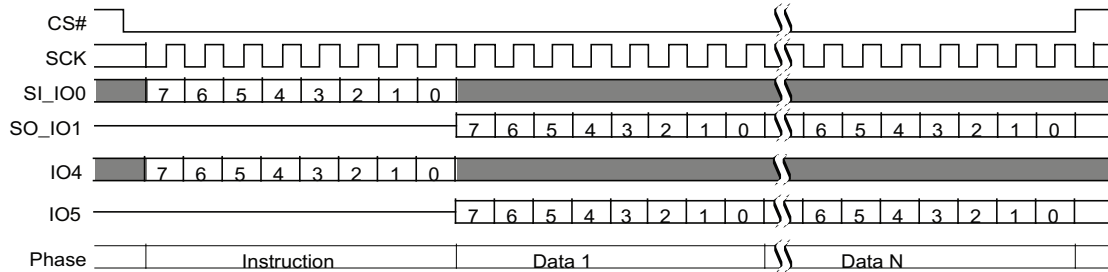 CS#
SCK
SI_IO0 7 6 5 4 3 2 1 0
SO_IO1 7 6 5 4 3 2 1 0 6 5 4 3 2 1 0
IO4 7 6 5 4 3 2 1 0
IO5 7 6 5 4 3 2 1 0 6 5 4 3 2 1 0
Phase Instruction Data 1 Data N